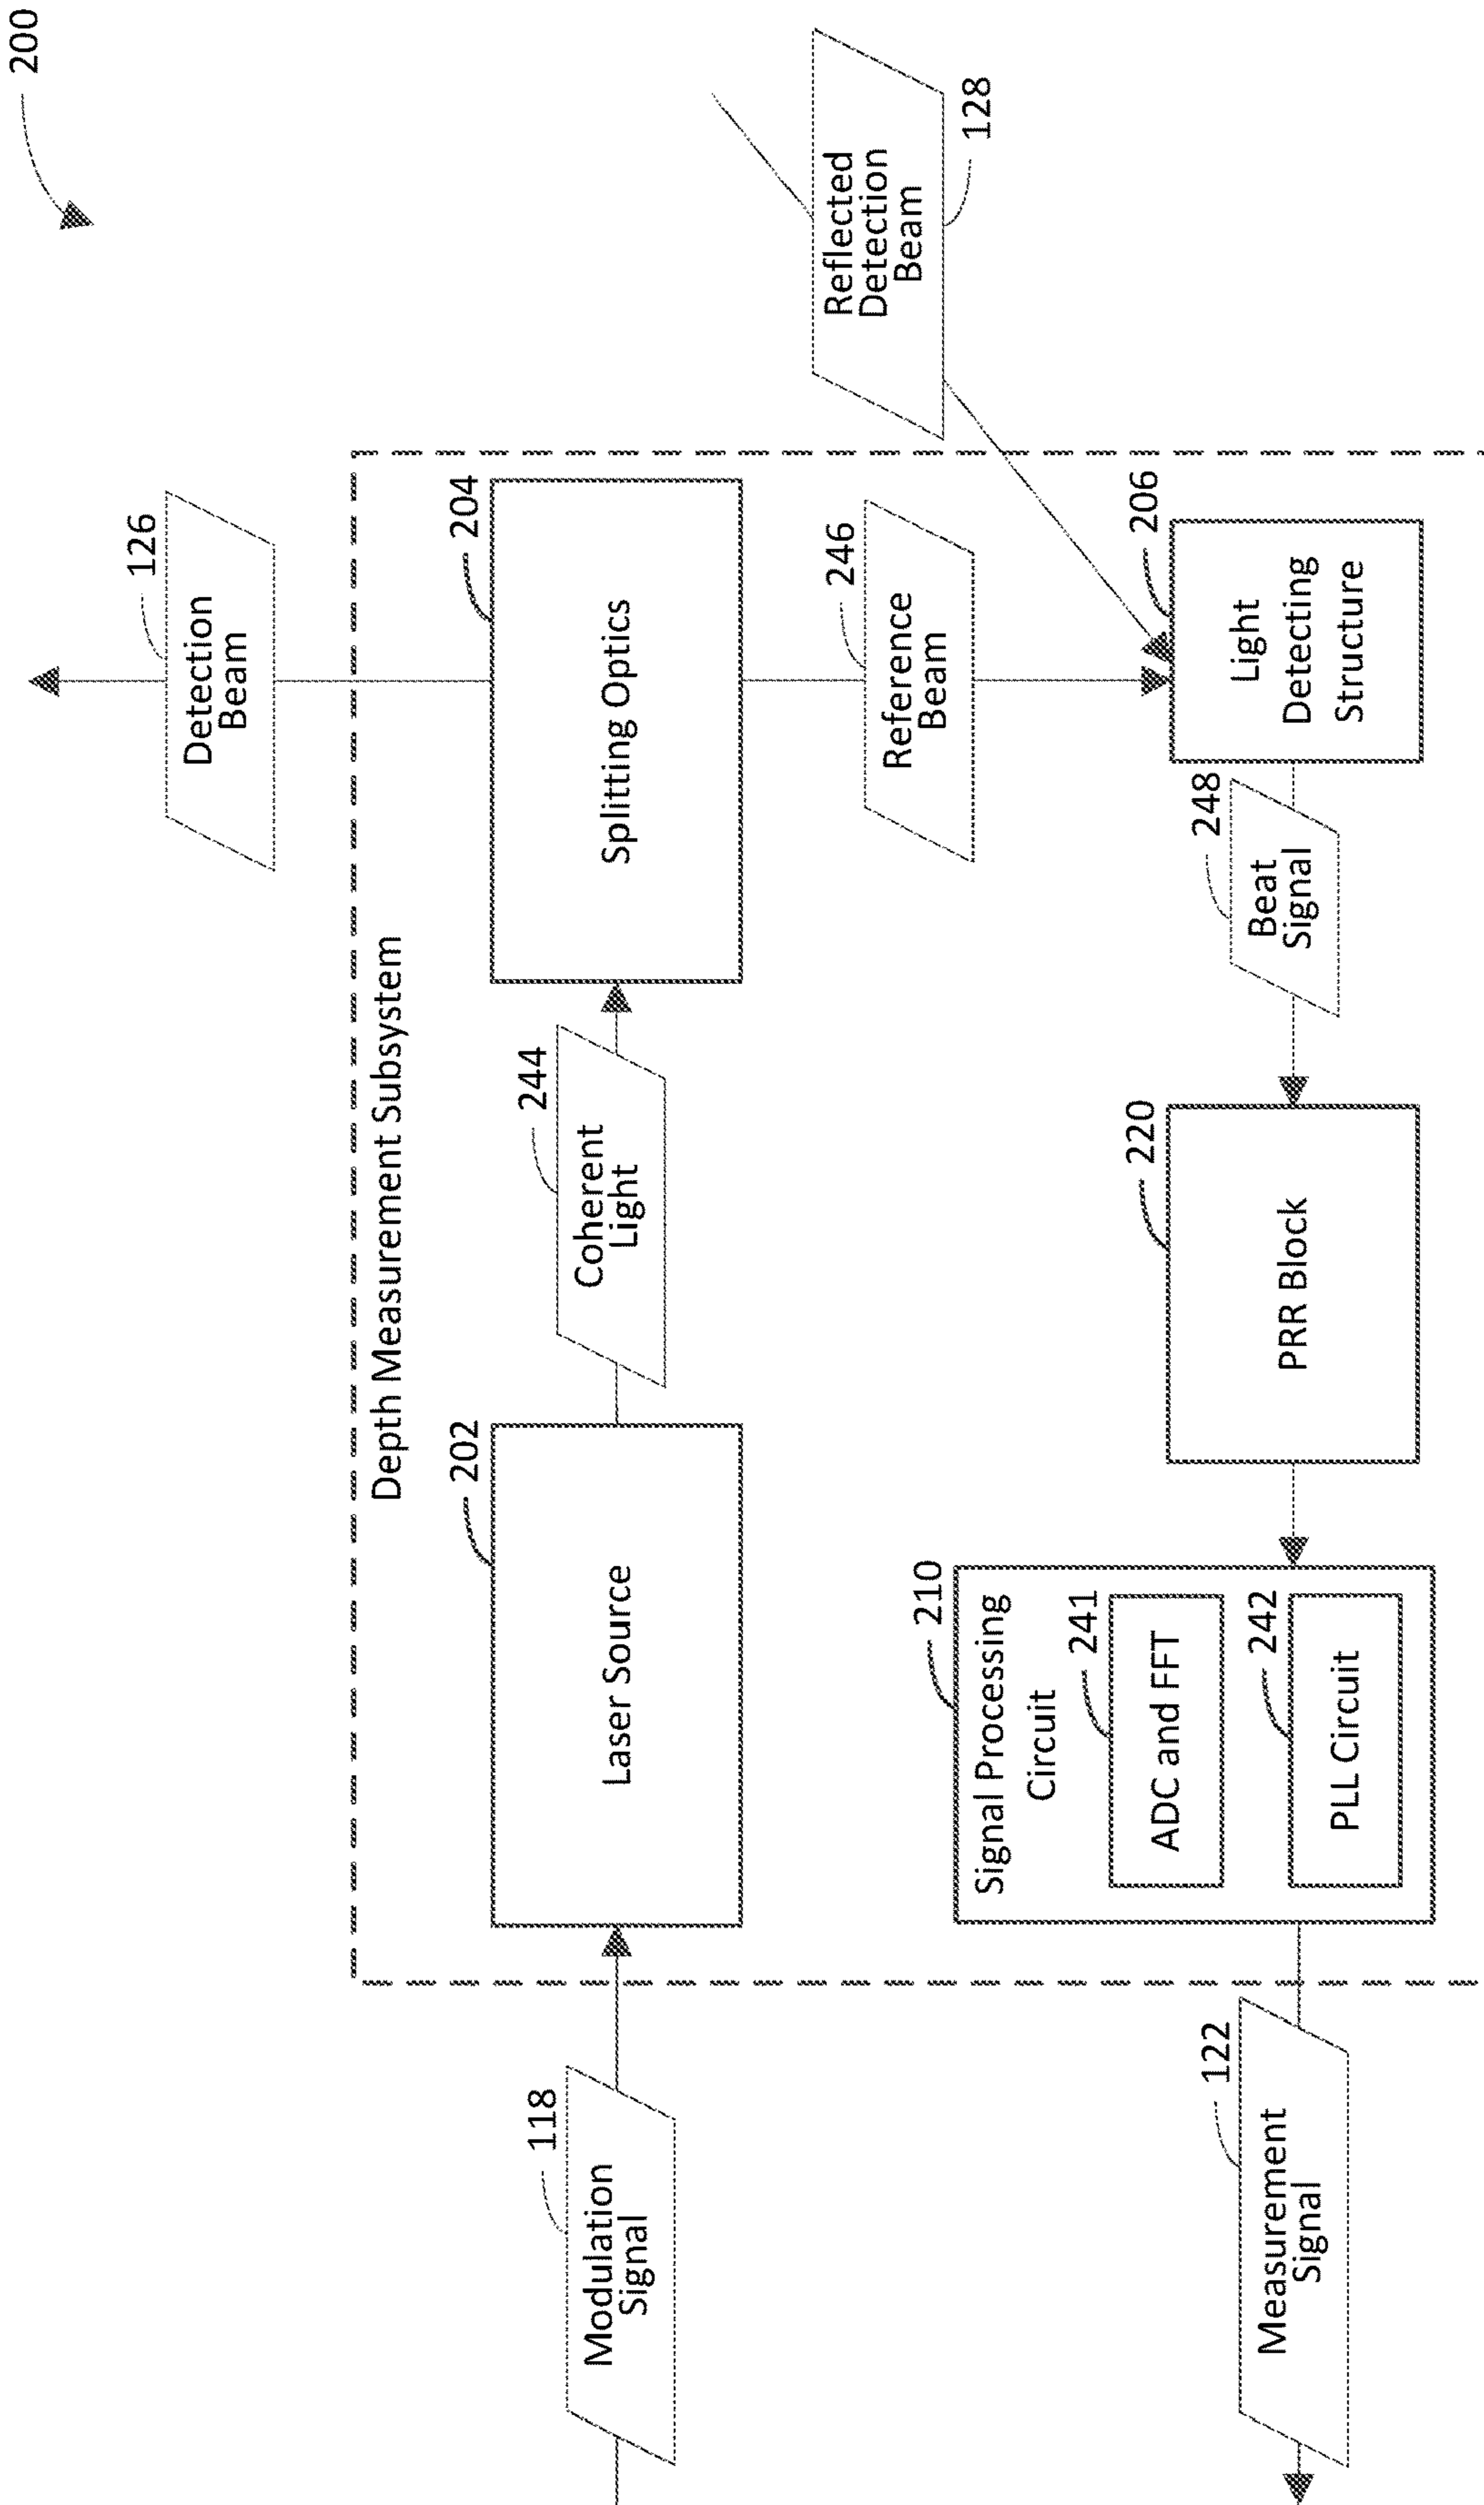 200
126
Detection
Beam
Depth Measurement Subsystem
118
Modulation
Signal
202
Laser Source
244
Coherent
Light
204
Splitting Optics
246
Reference
Beam
Reflected
Detection
Beam
128
122
Measurement
Signal
210
Signal Processing
Circuit
241
ADC and FFT
242
PLL Circuit
220
PRR Block
248
Beat
Signal
206
Light
Detecting
Structure